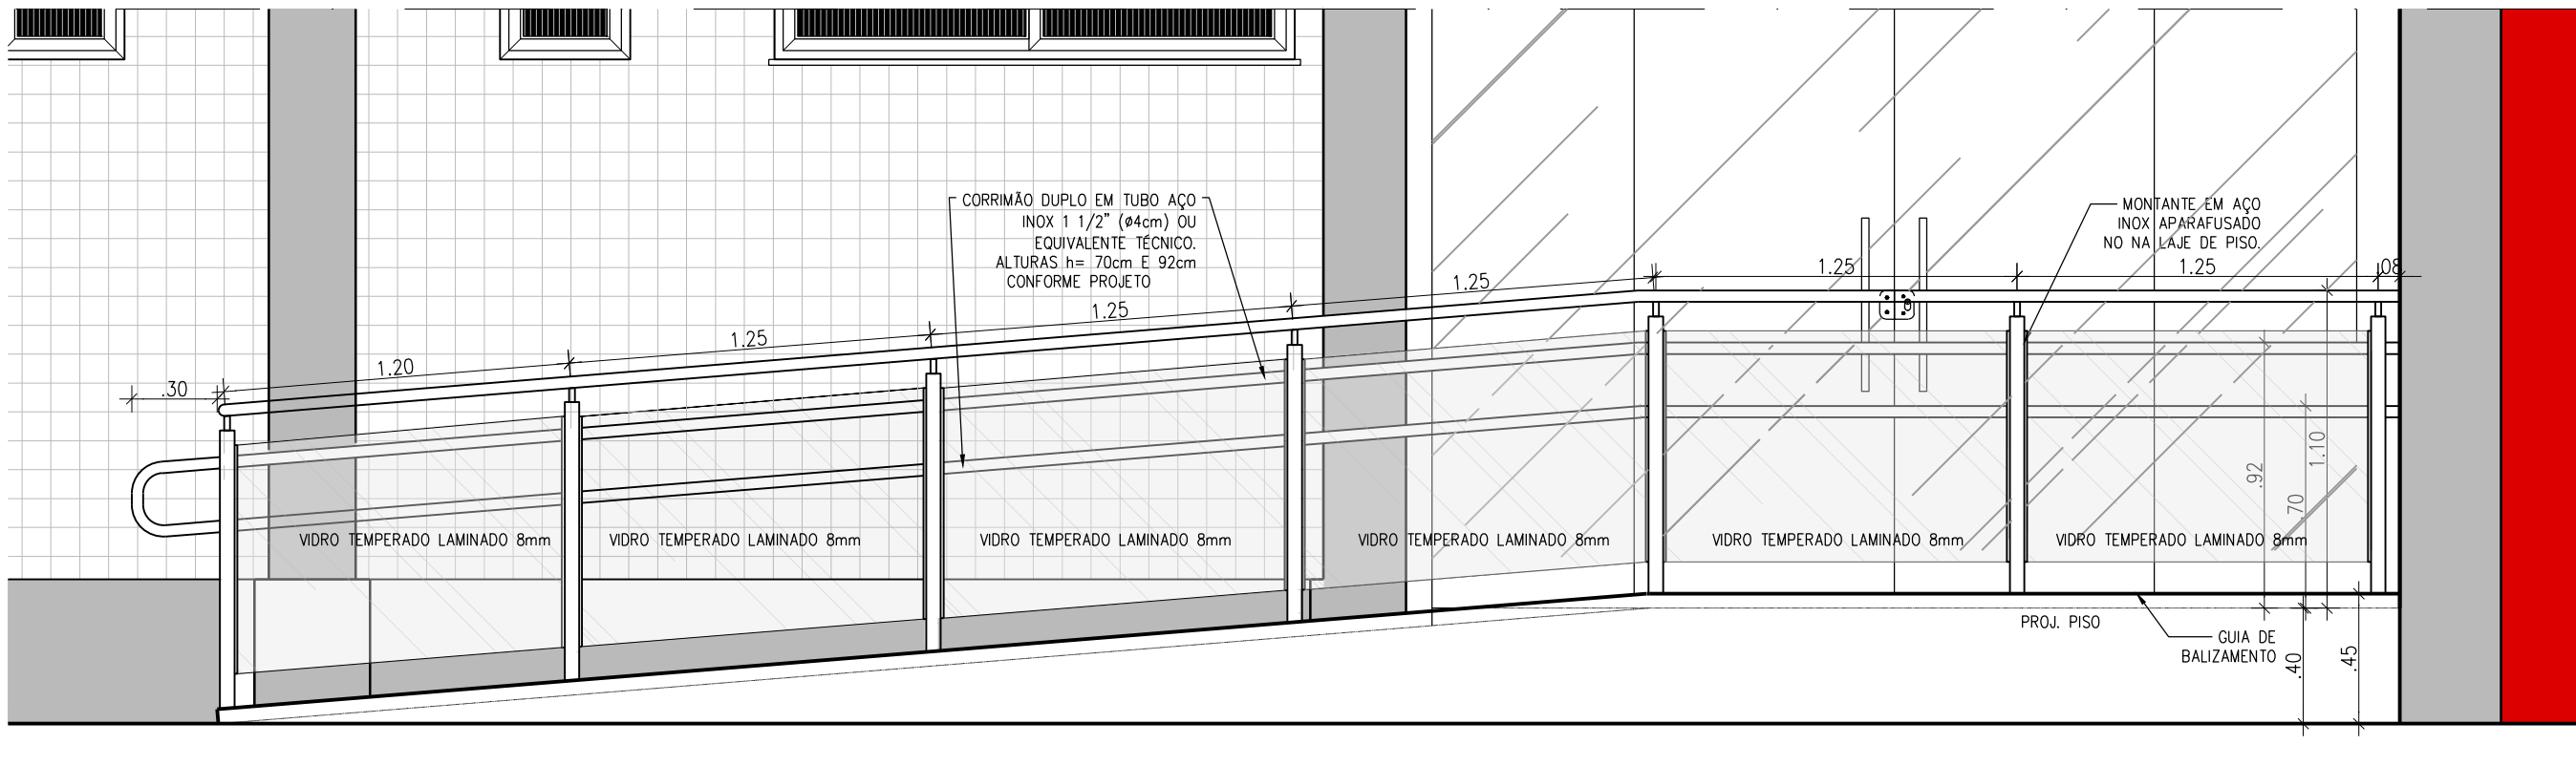 CORRIMÃO DUPLO EM TUBO AÇO
INOX 1 1/2" (ø4cm) OU
EQUIVALENTE TÉCNICO.
ALTURAS h= 70cm E 92cm
CONFORME PROJETO
MONTANTE EM AÇO
INOX APARAFUSADO
NO NA LAJE DE PISO.
.30
1.20
1.25
1.25
1.25
1.25
1.25
.08
VIDRO TEMPERADO LAMINADO 8mm
VIDRO TEMPERADO LAMINADO 8mm
VIDRO TEMPERADO LAMINADO 8mm
VIDRO TEMPERADO LAMINADO 8mm
VIDRO TEMPERADO LAMINADO 8mm
VIDRO TEMPERADO LAMINADO 8mm
.92
.70
1.10
PROJ. PISO
GUIA DE
BALIZAMENTO
.40
.45